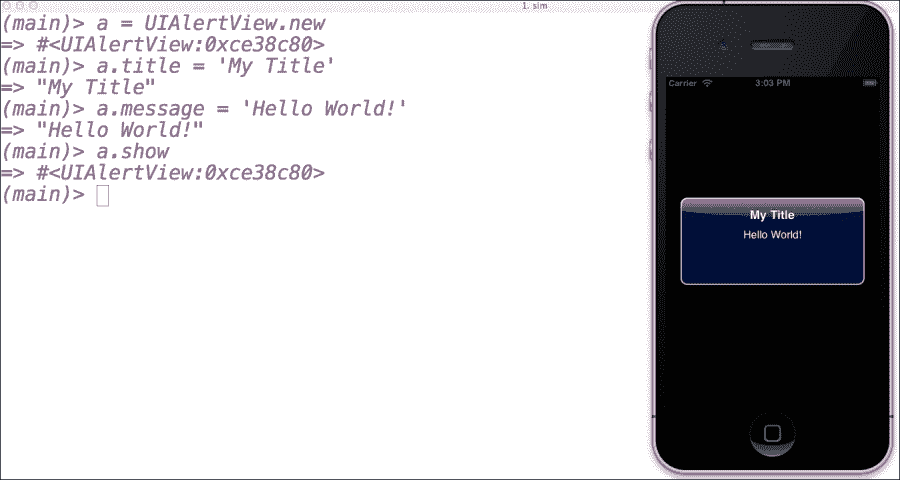 1. sim
(main)> a = UIAlertView.new
=> #<UIAlertView:0xce38c80>
(main)> a.title = 'My Title'
=> "My Title"
(main)> a.message = 'Hello World!'
=> "Hello World!"
(main)> a.show
=> #<UIAlertView:0xce38c80>
(main)>
Carrier 3:03 PM
My Title
Hello World!